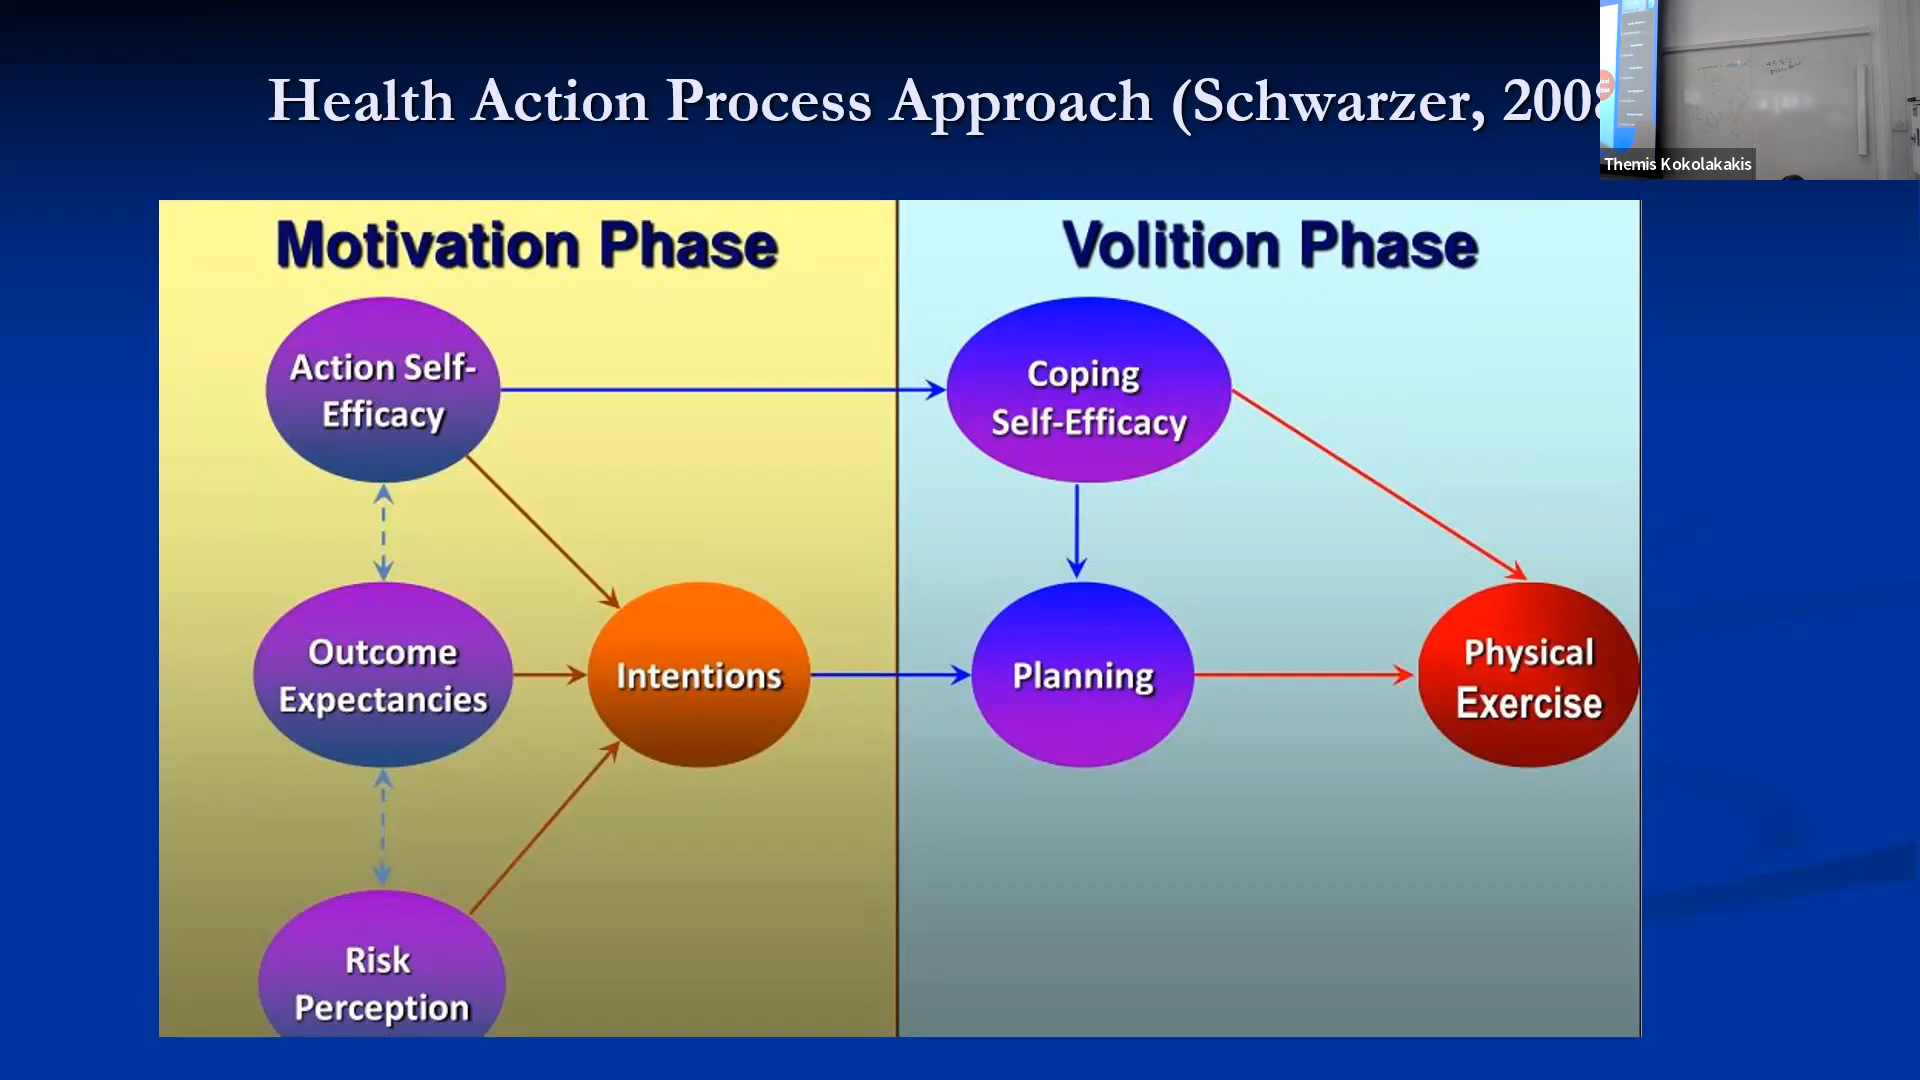 Health Action Process Approach (Schwarzer, 200
Themis Kokolakakis
Motivation Phase
Volition Phase
Action Self-
Efficacy
Coping
Self-Efficacy
Outcome
Expectancies
Intentions
Planning
Physical
Exercise
Risk
Perception